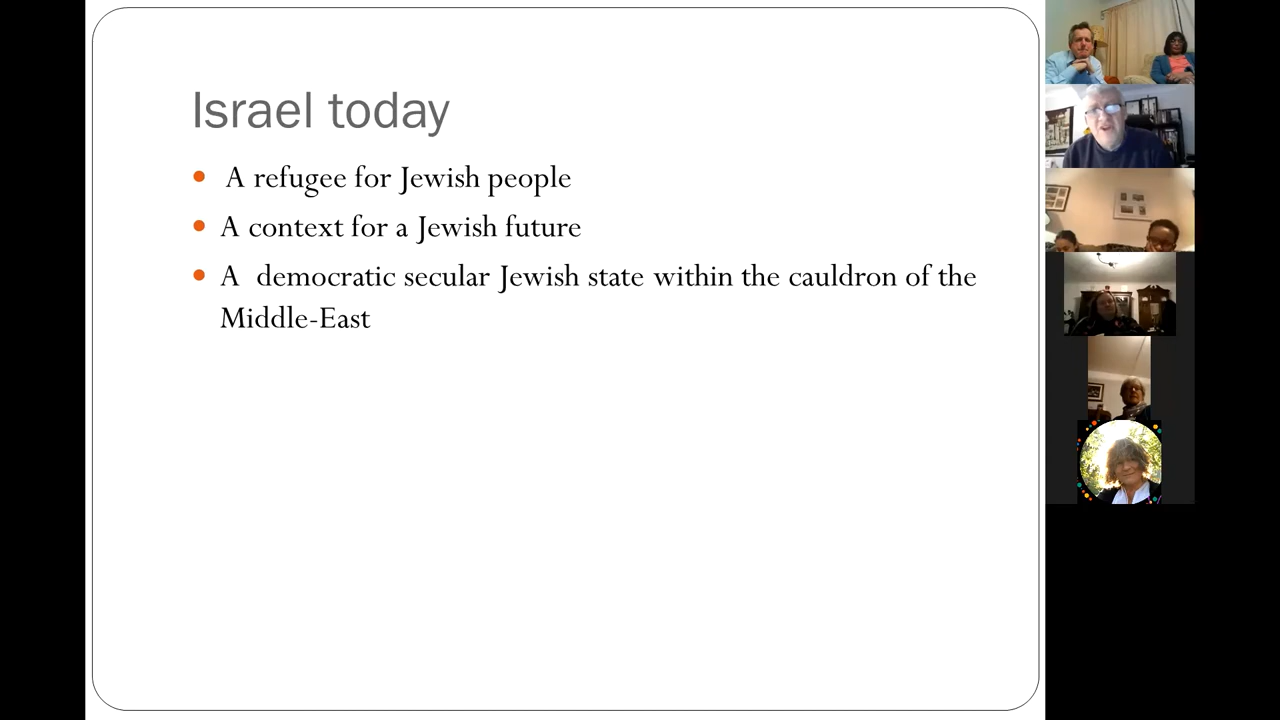 Israel today
A refugee for Jewish people
A context for a Jewish future
A democratic secular Jewish state within the cauldron of the
Middle-East